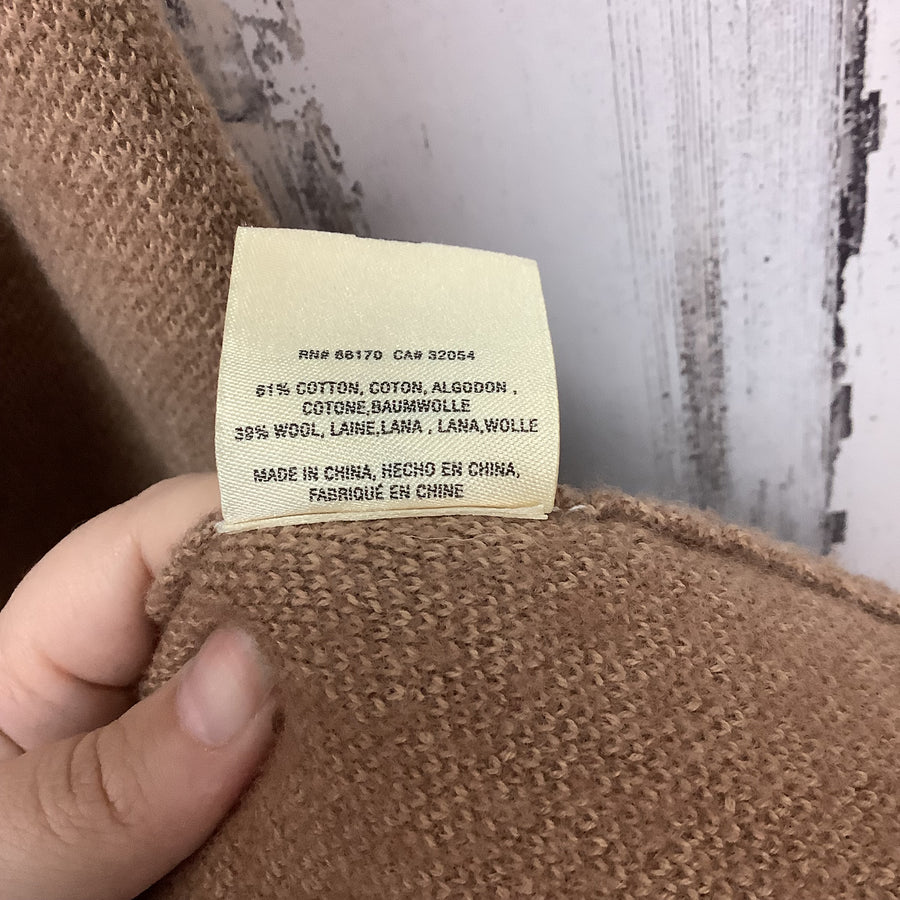 RN# 66170 CA# 32054
61% COTTON, COTON, ALGODON ,
COTONE,BAUMWOLLE
39% WOOL, LAINE,LANA , LANA,WOLLE
MADE IN CHINA, HECHO EN CHINA,
FABRIQUÉ EN CHINE